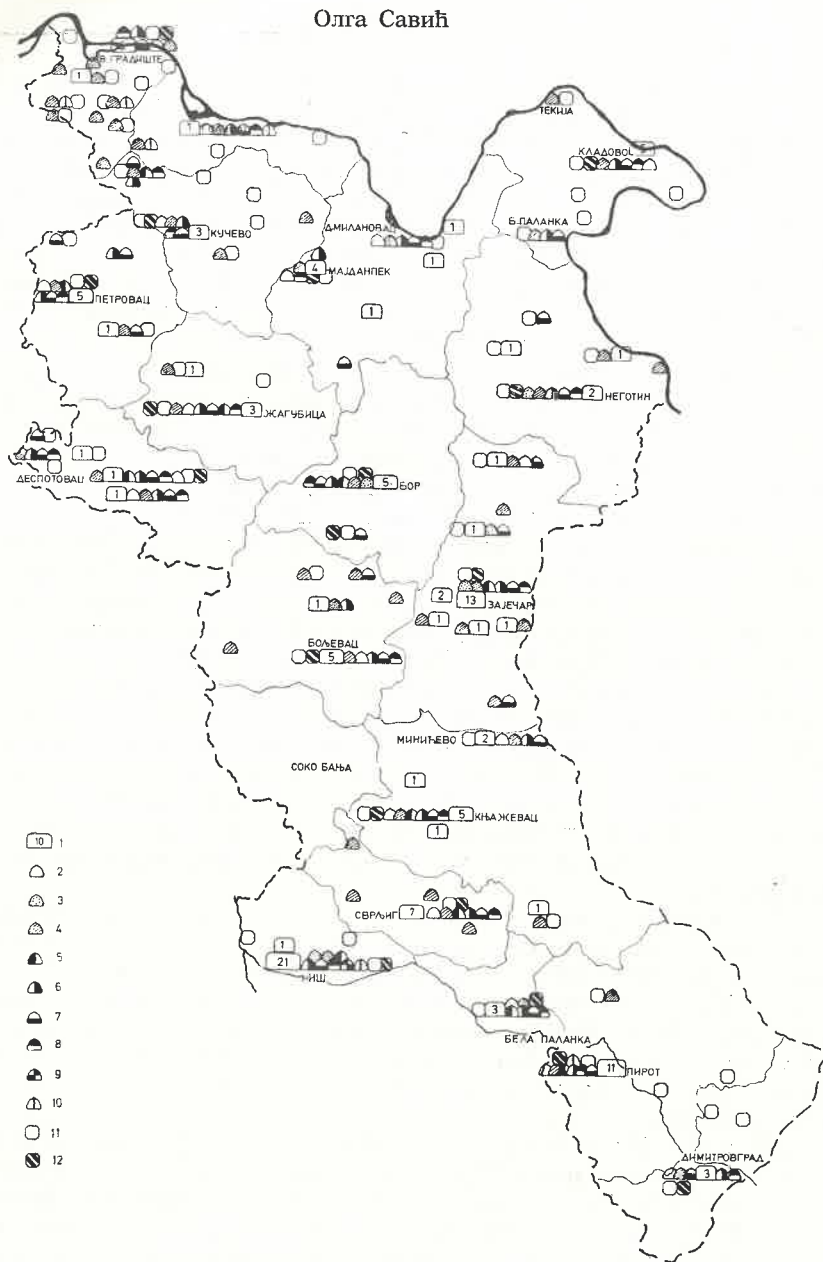 Олга Савић
В. ГРАДИШТЕ
1
ТЕКИЈА
1
КЛАДОВО
3 КУЧЕВО
Д.МИЛАНОВАЦ
1
Б.ПАЛАНКА
1
4 МАЈДАНПЕК
5 ПЕТРОВАЦ
1
1
1
1
1
2 НЕГОТИН
3 ЖАГУБИЦА
1
1
ДЕСПОТОВАЦ
1
1
5 БОР
1
2
13 ЗАЈЕЧАР
1
1
1
1
БОЉЕВАЦ
5
МИНИЋЕВО 2
СОКО БАЊА
1
5 КЊАЖЕВАЦ
1
СВРЉИГ 7
1
1
21
НИШ
3
БЕЛА ПАЛАНКА
11 ПИРОТ
ДИМИТРОВГРАД
3
10 1
2
3
4
5
6
7
8
9
10
11
12